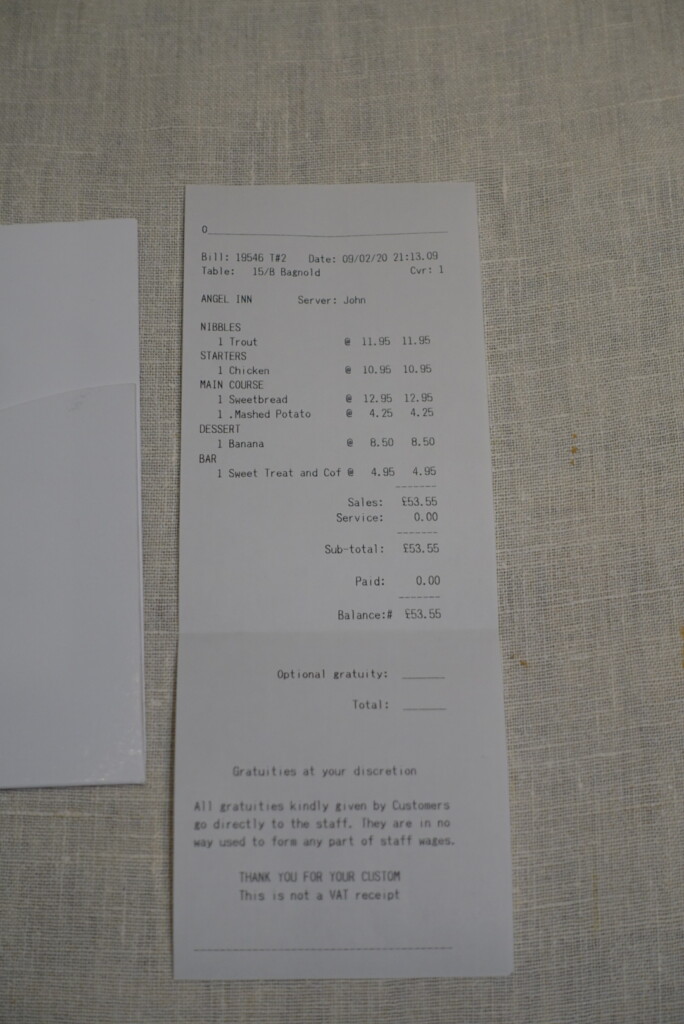 0
Bill: 19546 T#2 Date: 09/02/20 21:13.09
Table: 15/B Bagnold Cvr: 1
ANGEL INN Server: John
NIBBLES
1 Trout @ 11.95 11.95
STARTERS
1 Chicken @ 10.95 10.95
MAIN COURSE
1 Sweetbread @ 12.95 12.95
1 .Mashed Potato @ 4.25 4.25
DESSERT
1 Banana @ 8.50 8.50
BAR
1 Sweet Treat and Cof @ 4.95 4.95
-------
Sales: £53.55
Service: 0.00
-------
Sub-total: £53.55
Paid: 0.00
-------
Balance:# £53.55
Optional gratuity: ______
Total: ______
Gratuities at your discretion
All gratuities kindly given by Customers
go directly to the staff. They are in no
way used to form any part of staff wages.
THANK YOU FOR YOUR CUSTOM
This is not a VAT receipt